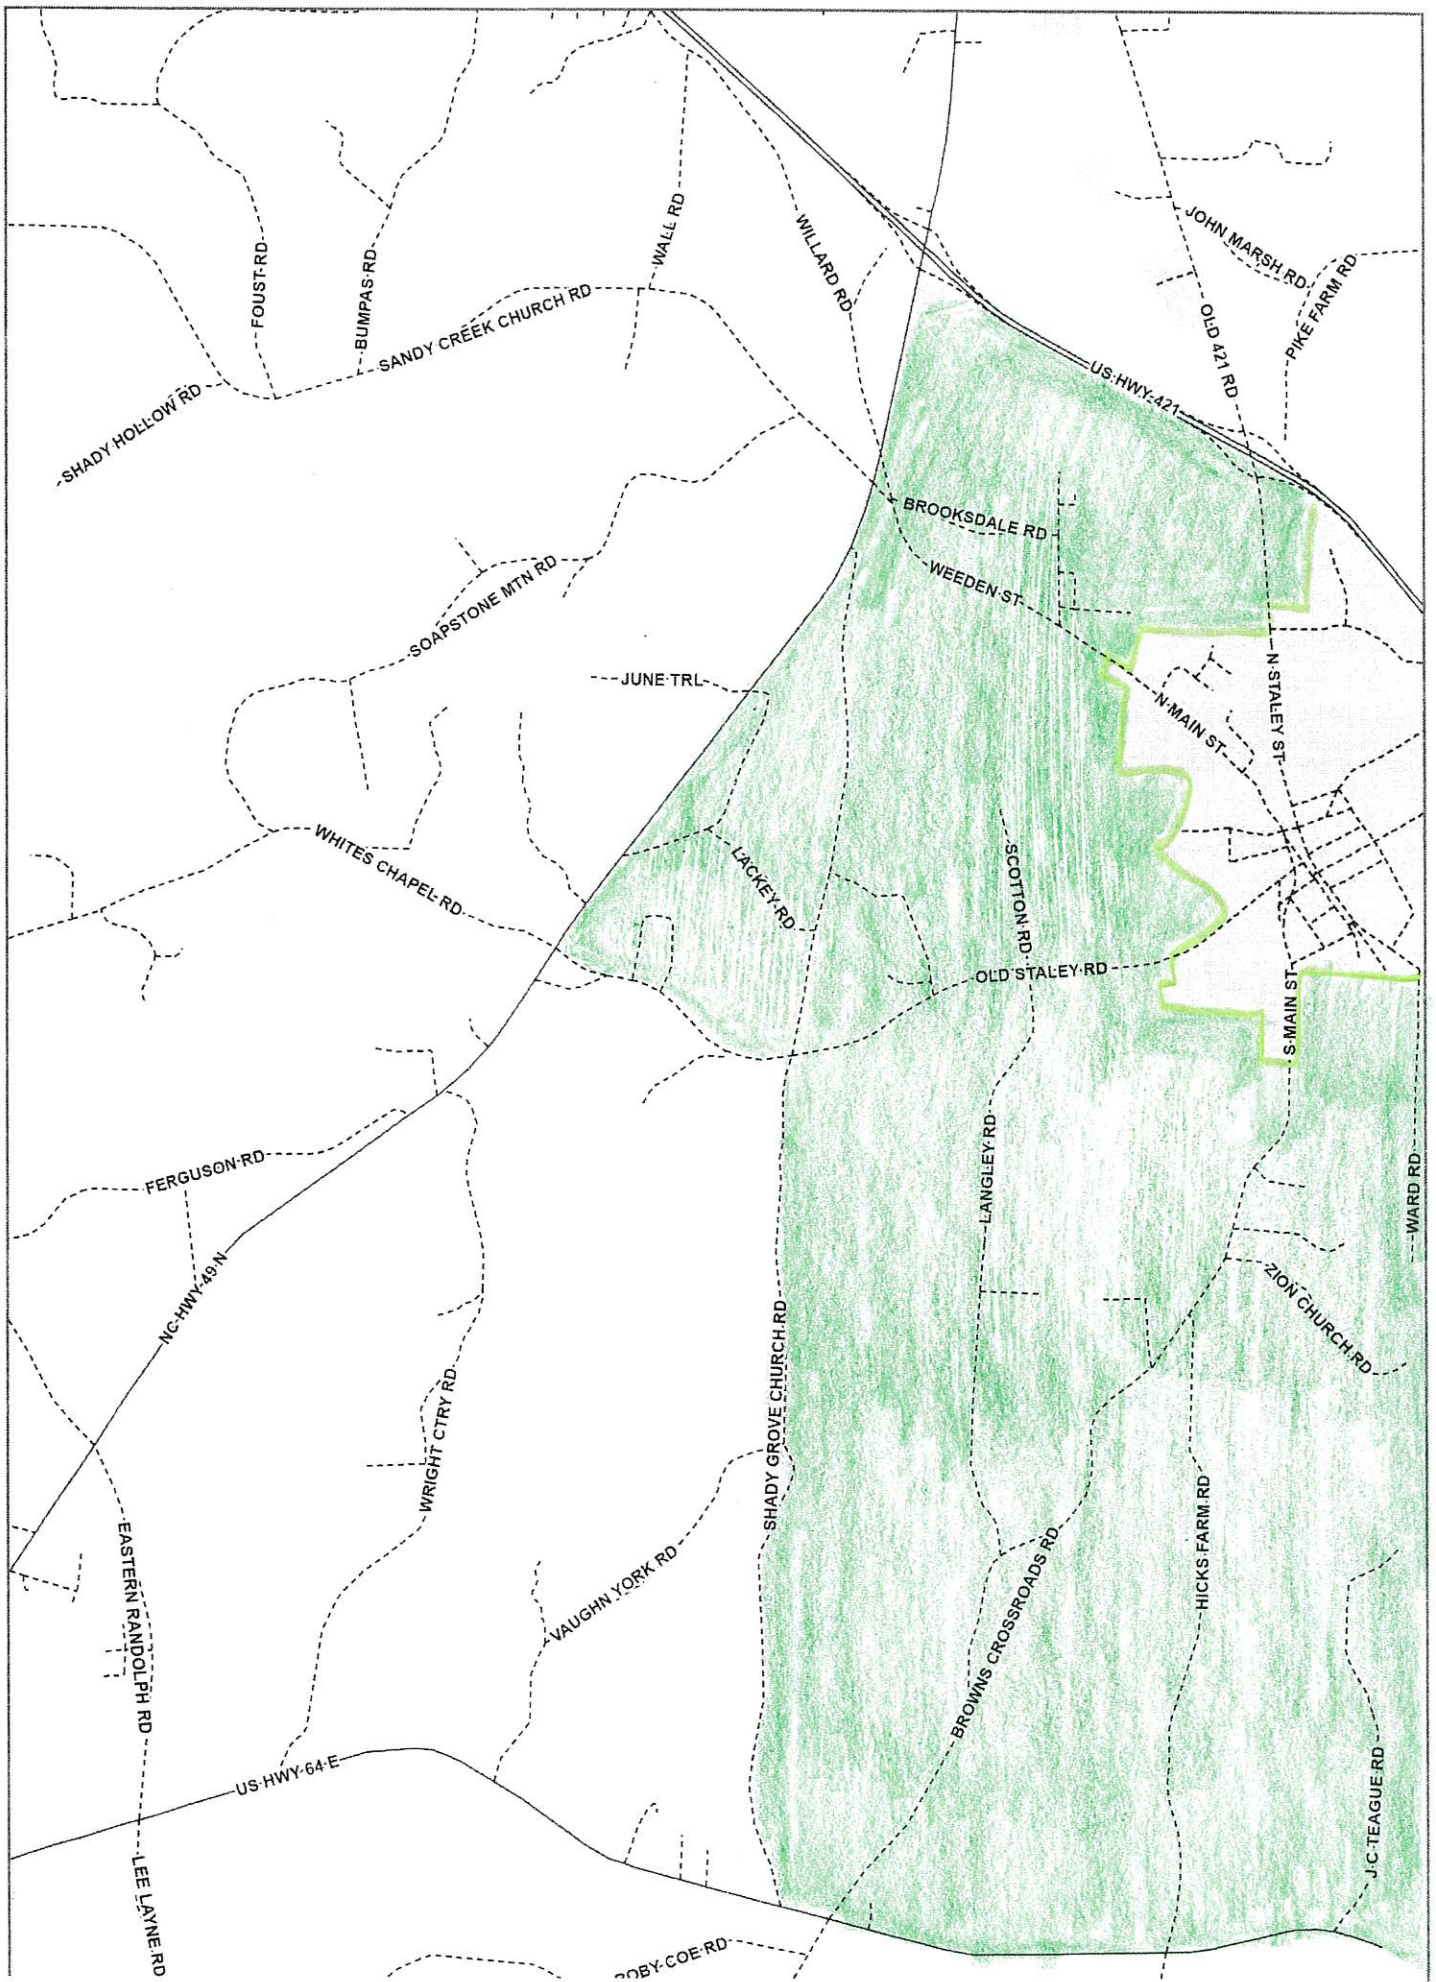 JOHN MARSH RD
PIKE FARM RD
WALL RD
WILLARD RD
FOUST RD
BUMPAS RD
SANDY CREEK CHURCH RD
OLD 421 RD
US HWY 421
SHADY HOLLOW RD
BROOKSDALE RD
WEEDEN ST
SOAPSTONE MTN RD
JUNE TRL
N STALEY ST
N MAIN ST
WHITES CHAPEL RD
LACKEY RD
SCOTTON RD
OLD STALEY RD
S MAIN ST
FERGUSON RD
LANGLEY RD
WARD RD
NC HWY 49 N
ZION CHURCH RD
SHADY GROVE CHURCH RD
WRIGHT CTRY RD
HICKS FARM RD
EASTERN RANDOLPH RD
VAUGHN YORK RD
BROWNS CROSSROADS RD
US HWY 64 E
J C TEAGUE RD
LEE LAYNE RD
COE RD